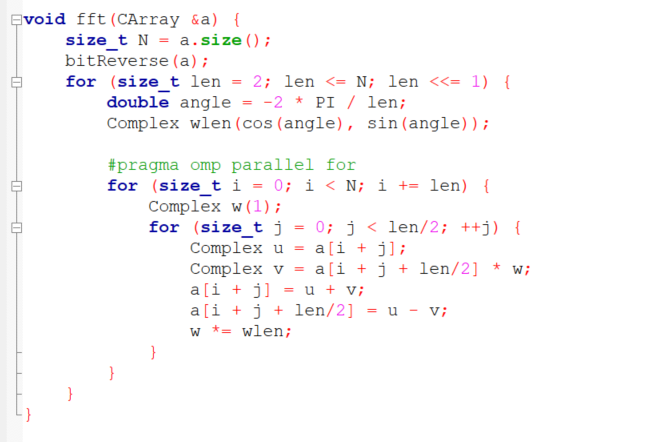 void fft(CArray &a) {
    size_t N = a.size();
    bitReverse(a);
    for (size_t len = 2; len <= N; len <<= 1) {
        double angle = -2 * PI / len;
        Complex wlen(cos(angle), sin(angle));

        #pragma omp parallel for
        for (size_t i = 0; i < N; i += len) {
            Complex w(1);
            for (size_t j = 0; j < len/2; ++j) {
                Complex u = a[i + j];
                Complex v = a[i + j + len/2] * w;
                a[i + j] = u + v;
                a[i + j + len/2] = u - v;
                w *= wlen;
            }
        }
    }
}